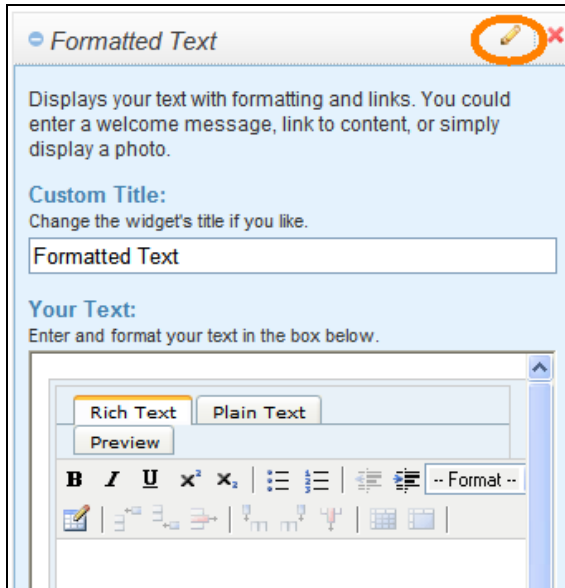 Formatted Text
Displays your text with formatting and links. You could
enter a welcome message, link to content, or simply
display a photo.
Custom Title:
Change the widget's title if you like.
Formatted Text
Your Text:
Enter and format your text in the box below.
Rich Text Plain Text
Preview
B I U x² x₂ -- Format --